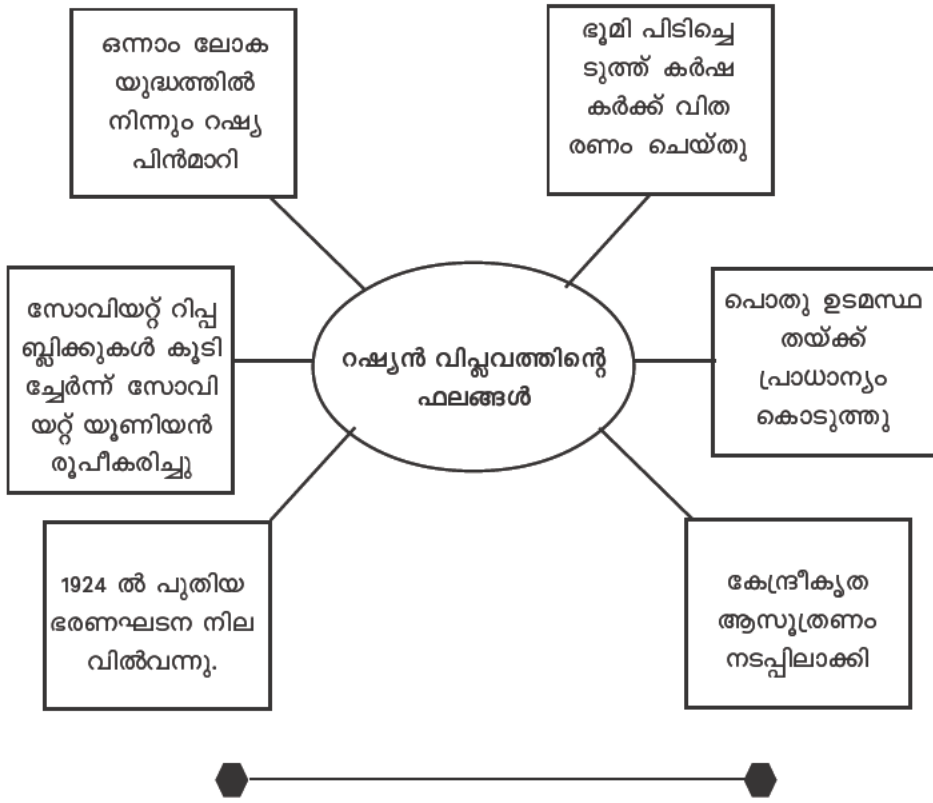 ഒന്നാം ലോക
യുദ്ധത്തിൽ
നിന്നും റഷ്യ
പിൻമാറി
ഭൂമി പിടിച്ചെ
ടുത്ത് കർഷ
കർക്ക് വിത
രണം ചെയ്തു
സോവിയറ്റ് റിപ്പ
ബ്ലിക്കുകൾ കൂടി
ച്ചേർന്ന് സോവി
യറ്റ് യൂണിയൻ
രൂപീകരിച്ചു
റഷ്യൻ വിപ്ലവത്തിന്റെ
ഫലങ്ങൾ
പൊതു ഉടമസ്ഥ
തയ്ക്ക്
പ്രാധാന്യം
കൊടുത്തു
1924 ൽ പുതിയ
ഭരണഘടന നില
വിൽവന്നു.
കേന്ദ്രീകൃത
ആസൂത്രണം
നടപ്പിലാക്കി